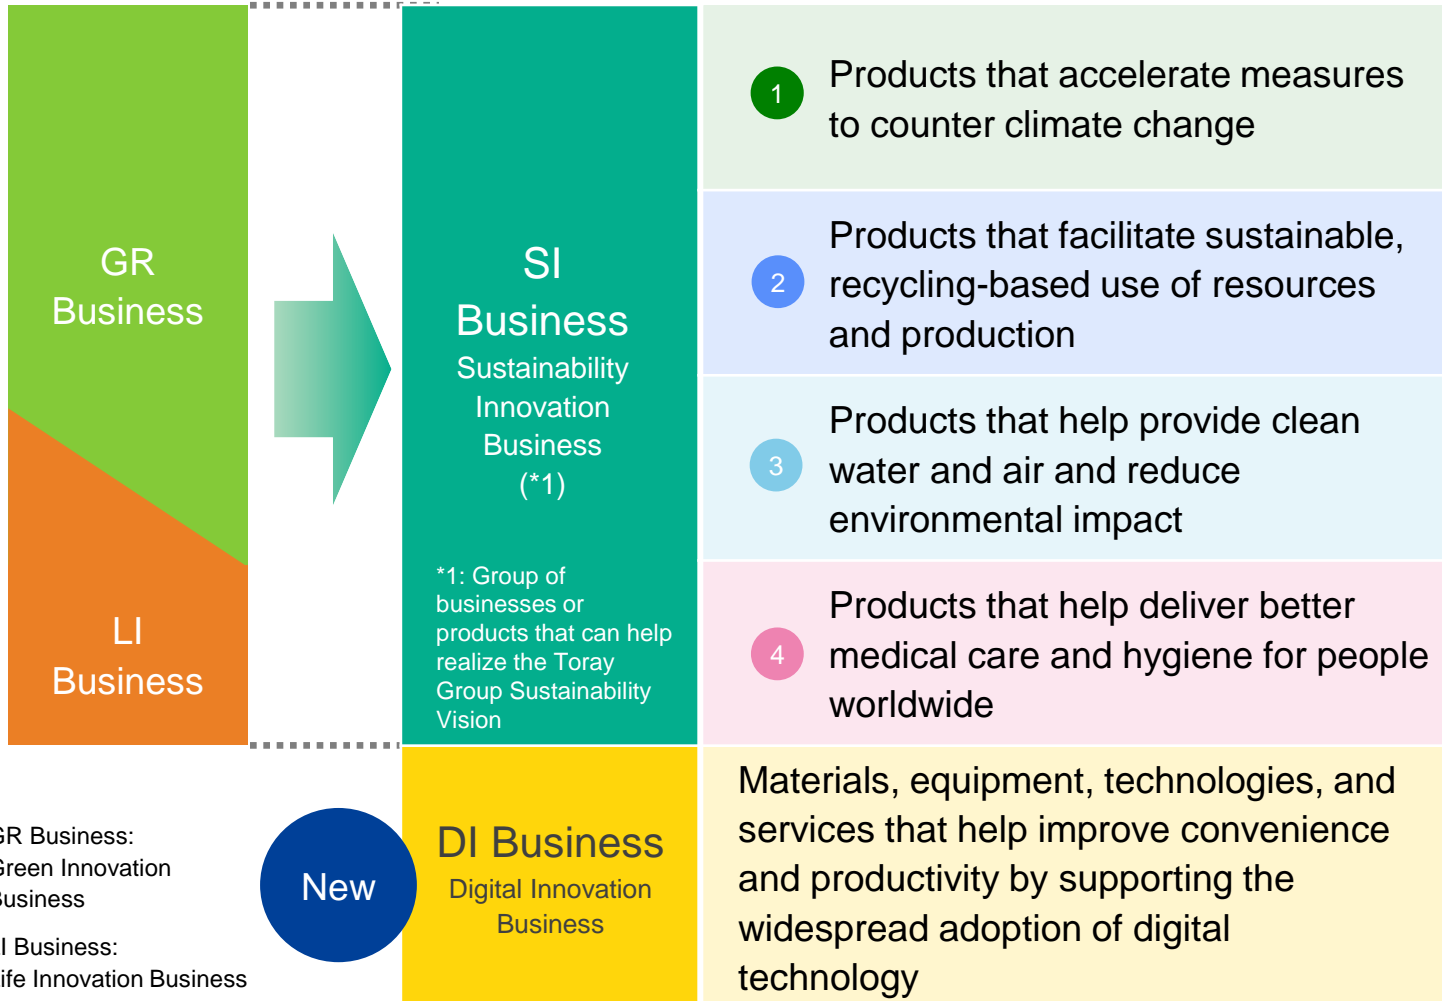 GR
Business
LI
Business
SI
Business
Sustainability
Innovation
Business
(*1)
*1: Group of
businesses or
products that can help
realize the Toray
Group Sustainability
Vision
1
Products that accelerate measures
to counter climate change
2
Products that facilitate sustainable,
recycling-based use of resources
and production
3
Products that help provide clean
water and air and reduce
environmental impact
4
Products that help deliver better
medical care and hygiene for people
worldwide
GR Business:
Green Innovation
Business
LI Business:
Life Innovation Business
New
DI Business
Digital Innovation
Business
Materials, equipment, technologies, and
services that help improve convenience
and productivity by supporting the
widespread adoption of digital
technology